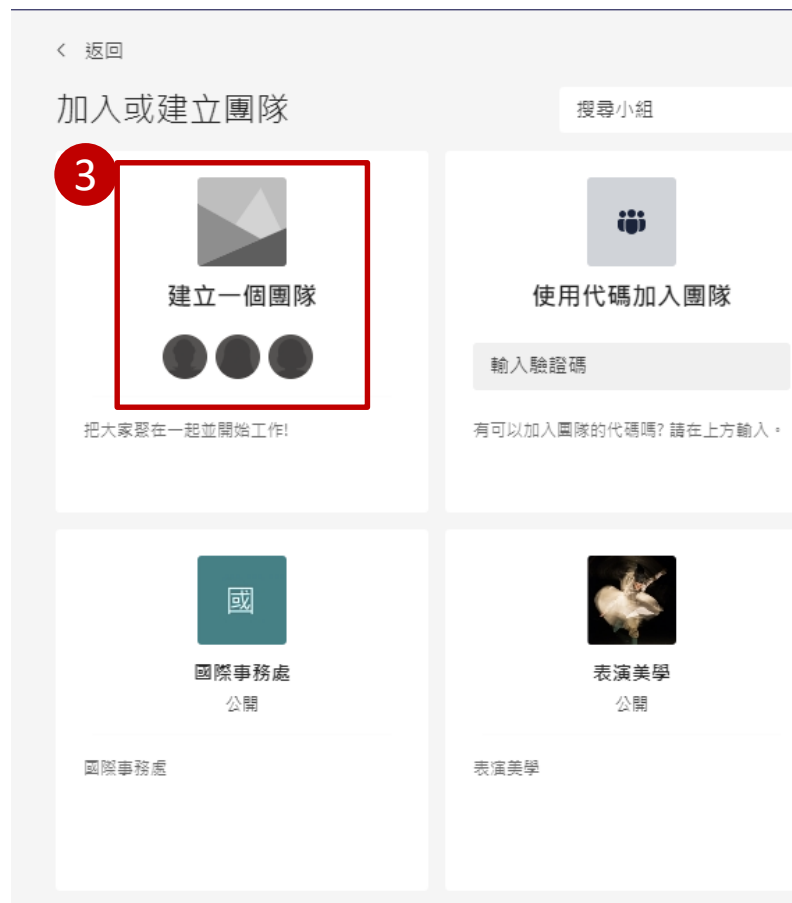 返回
加入或建立團隊
搜尋小組
3
建立一個團隊
把大家聚在一起並開始工作!
使用代碼加入團隊
輸入驗證碼
有可以加入團隊的代碼嗎? 請在上方輸入。
國
國際事務處
公開
國際事務處
表演美學
公開
表演美學